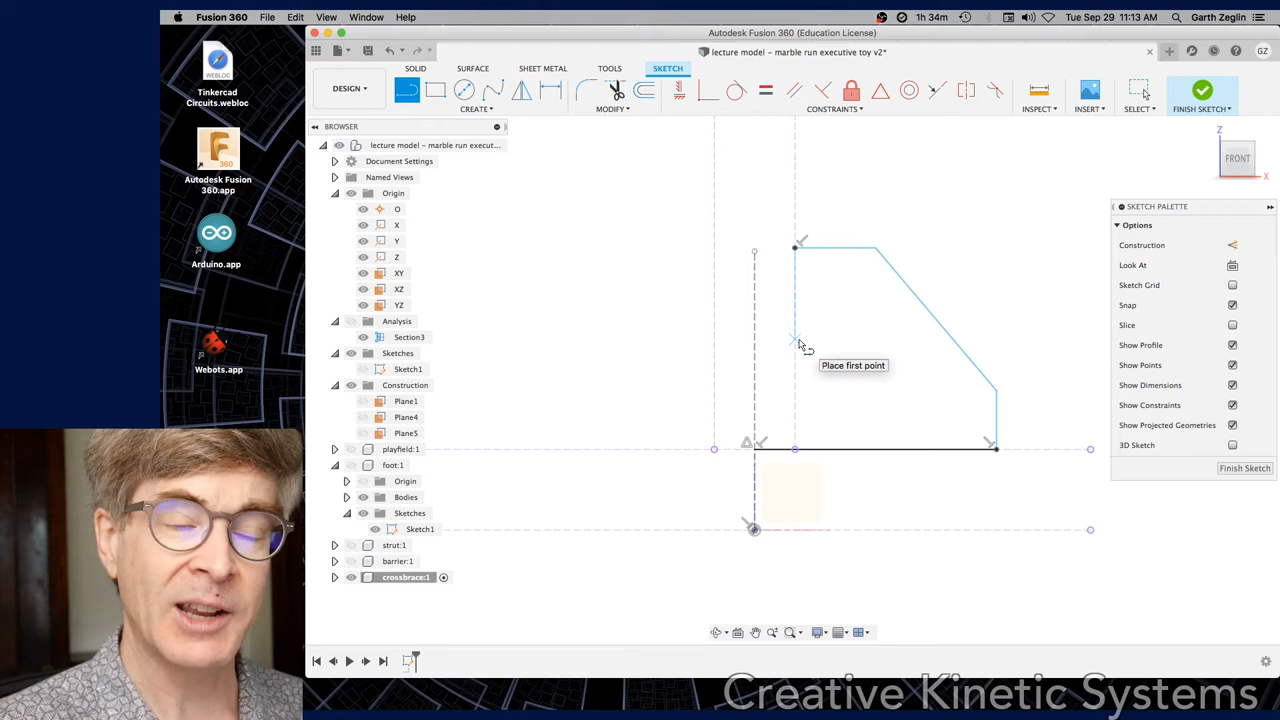 Fusion 360 File Edit View Window Help 1h 34m Tue Sep 29 11:13 AM Garth Zeglin
Autodesk Fusion 360 (Education License)
lecture model - marble run executive toy v2*
GZ
SOLID SURFACE SHEET METAL TOOLS SKETCH
DESIGN
CREATE MODIFY CONSTRAINTS INSPECT INSERT SELECT FINISH SKETCH
WEBLOC
Tinkercad
Circuits.webloc
360
Autodesk Fusion
360.app
Arduino.app
Webots.app
BROWSER
lecture model - marble run execut...
Document Settings
Named Views
Origin
O
X
Y
Z
XY
XZ
YZ
Analysis
Section3
Sketches
Sketch1
Construction
Plane1
Plane4
Plane5
playfield:1
foot:1
Origin
Bodies
Sketches
Sketch1
strut:1
barrier:1
crossbrace:1
Place first point
Z
FRONT
X
SKETCH PALETTE
Options
Construction
Look At
Sketch Grid
Snap
Slice
Show Profile
Show Points
Show Dimensions
Show Constraints
Show Projected Geometries
3D Sketch
Finish Sketch
Creative Kinetic Systems